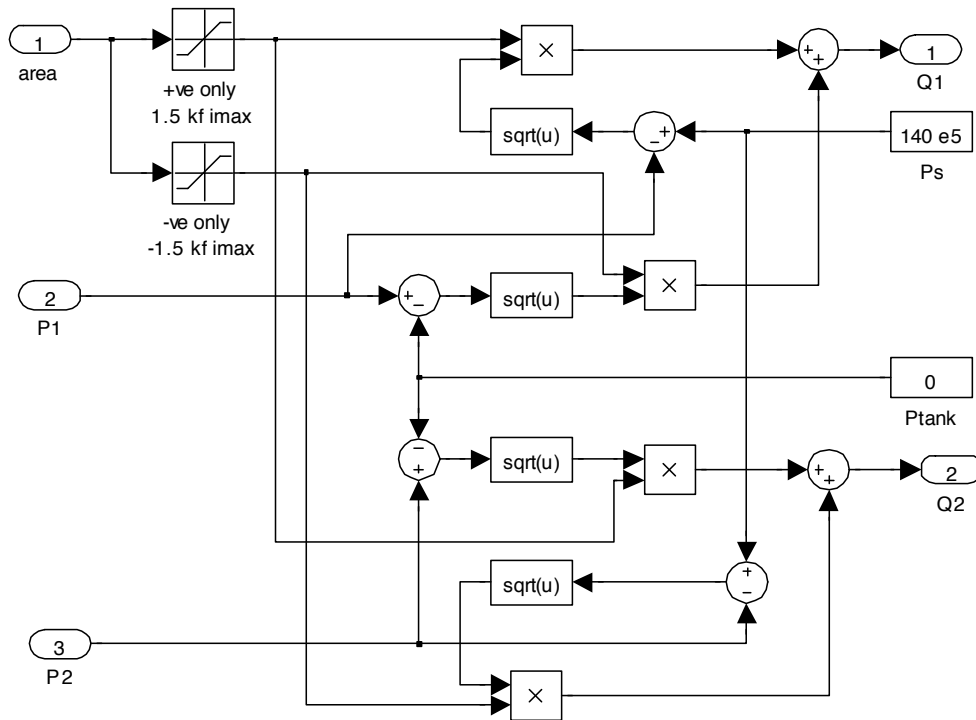 1
area
+ve only
1.5 kf imax
-ve only
-1.5 kf imax
×
+
+
1
Q1
sqrt(u)
−
+
140 e5
Ps
2
P1
+
−
sqrt(u)
×
0
Ptank
−
+
sqrt(u)
×
+
+
2
Q2
sqrt(u)
+
−
3
P2
×